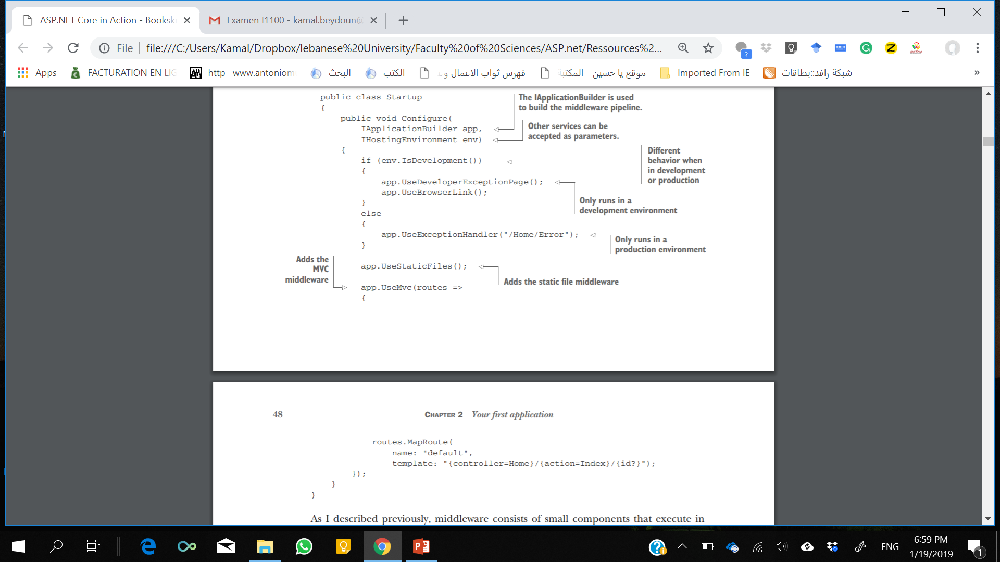 ASP.NET Core in Action - Booksk
Examen I1100 - kamal.beydoun@
File
file:///C:/Users/Kamal/Dropbox/lebanese%20University/Faculty%20of%20Sciences/ASP.net/Ressources%2...
Apps
FACTURATION EN LIG
http--www.antoniom
البحث
الكتب
فهرس ثواب الاعمال وع
موقع يا حسين - المكتبة
Imported From IE
شبكة رافد::بطاقات
»
public class Startup
{
public void Configure(
IApplicationBuilder app,
IHostingEnvironment env)
{
if (env.IsDevelopment())
{
app.UseDeveloperExceptionPage();
app.UseBrowserLink();
}
else
{
app.UseExceptionHandler("/Home/Error");
}
app.UseStaticFiles();
app.UseMvc(routes =>
{
The IApplicationBuilder is used
to build the middleware pipeline.
Other services can be
accepted as parameters.
Different
behavior when
in development
or production
Only runs in a
development environment
Only runs in a
production environment
Adds the
MVC
middleware
Adds the static file middleware
48
CHAPTER 2 Your first application
routes.MapRoute(
name: "default",
template: "{controller=Home}/{action=Index}/{id?}");
});
}
}
As I described previously, middleware consists of small components that execute in
ENG
6:59 PM
1/19/2019
1